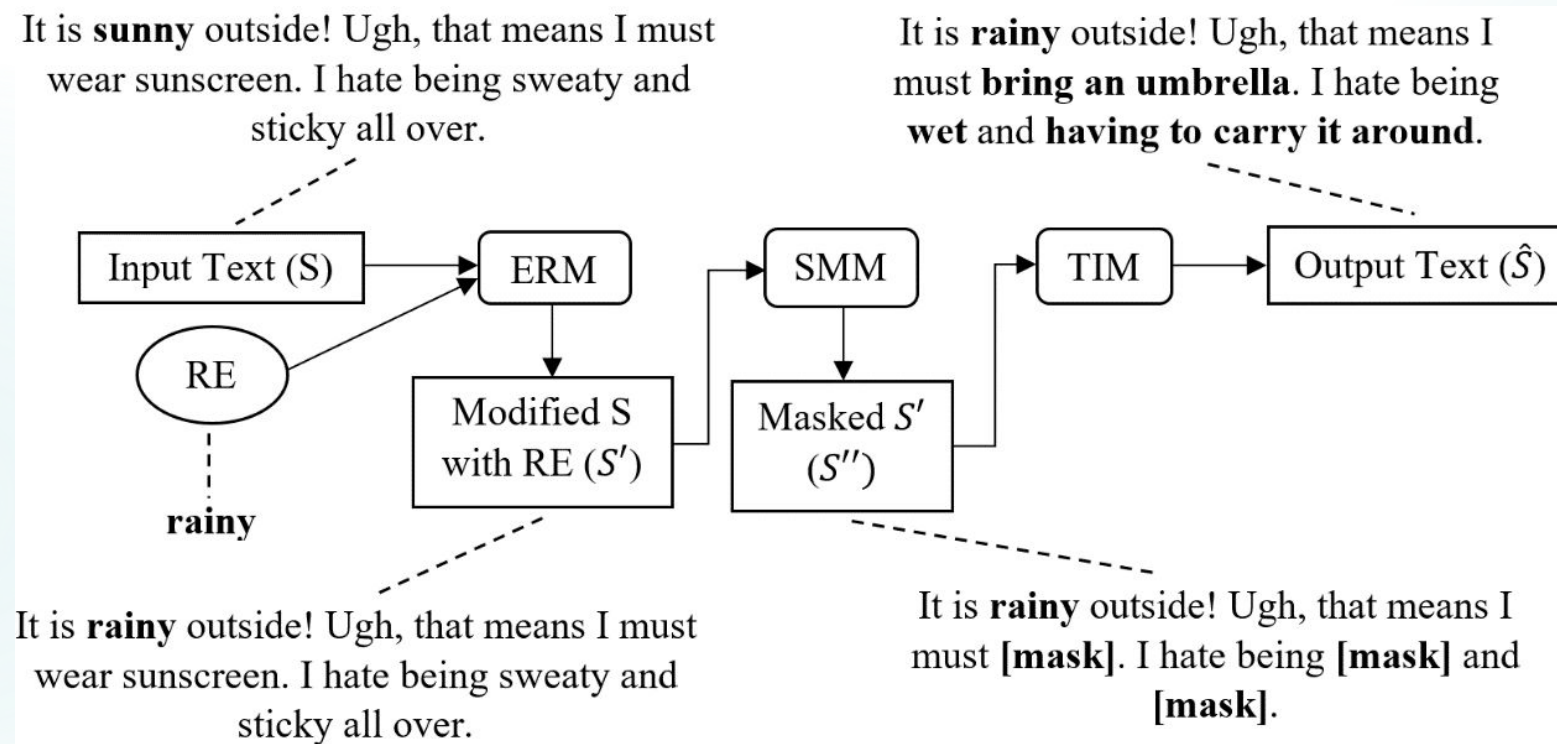 It is sunny outside! Ugh, that means I must
wear sunscreen. I hate being sweaty and
sticky all over.
It is rainy outside! Ugh, that means I
must bring an umbrella. I hate being
wet and having to carry it around.
Input Text (S)
ERM
SMM
TIM
Output Text (Ŝ)
RE
rainy
Modified S
with RE (S′)
Masked S′
(S′′)
It is rainy outside! Ugh, that means I must
wear sunscreen. I hate being sweaty and
sticky all over.
It is rainy outside! Ugh, that means I
must [mask]. I hate being [mask] and
[mask].